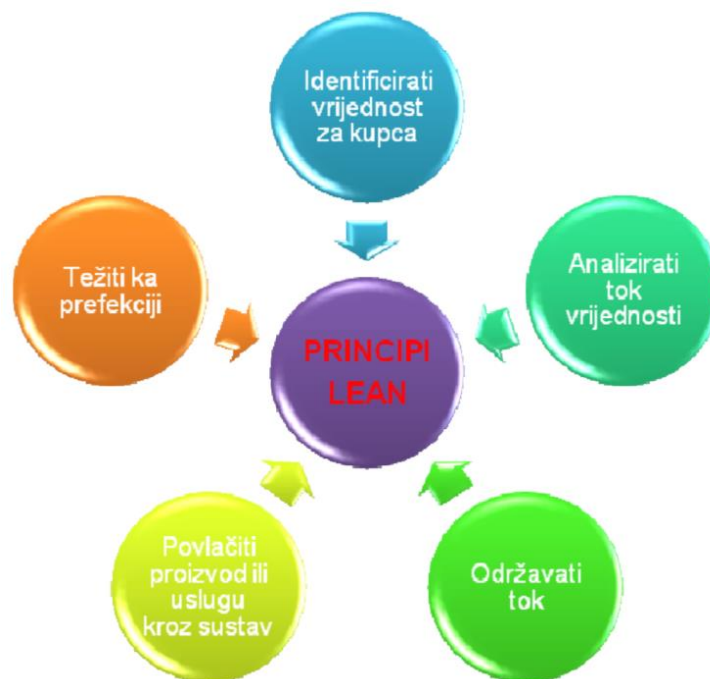 Identificirati
vrijednost
za kupca
Analizirati
tok
vrijednosti
Održavati
tok
Povlačiti
proizvod ili
uslugu
kroz sustav
Težiti ka
prefekciji
PRINCIPI
LEAN